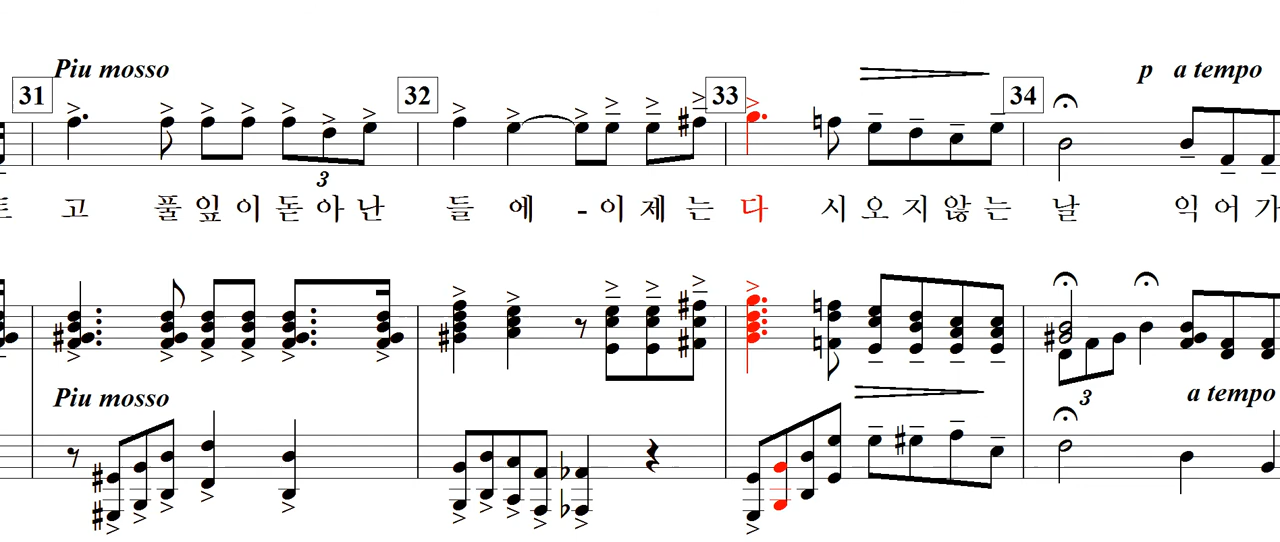 Piu mosso p a tempo
31 32 33 34
3
고 풀 잎 이 돋 아 난 들 에 - 이 제 는 다 시 오 지 않 는 날 익 어 가
3
Piu mosso a tempo